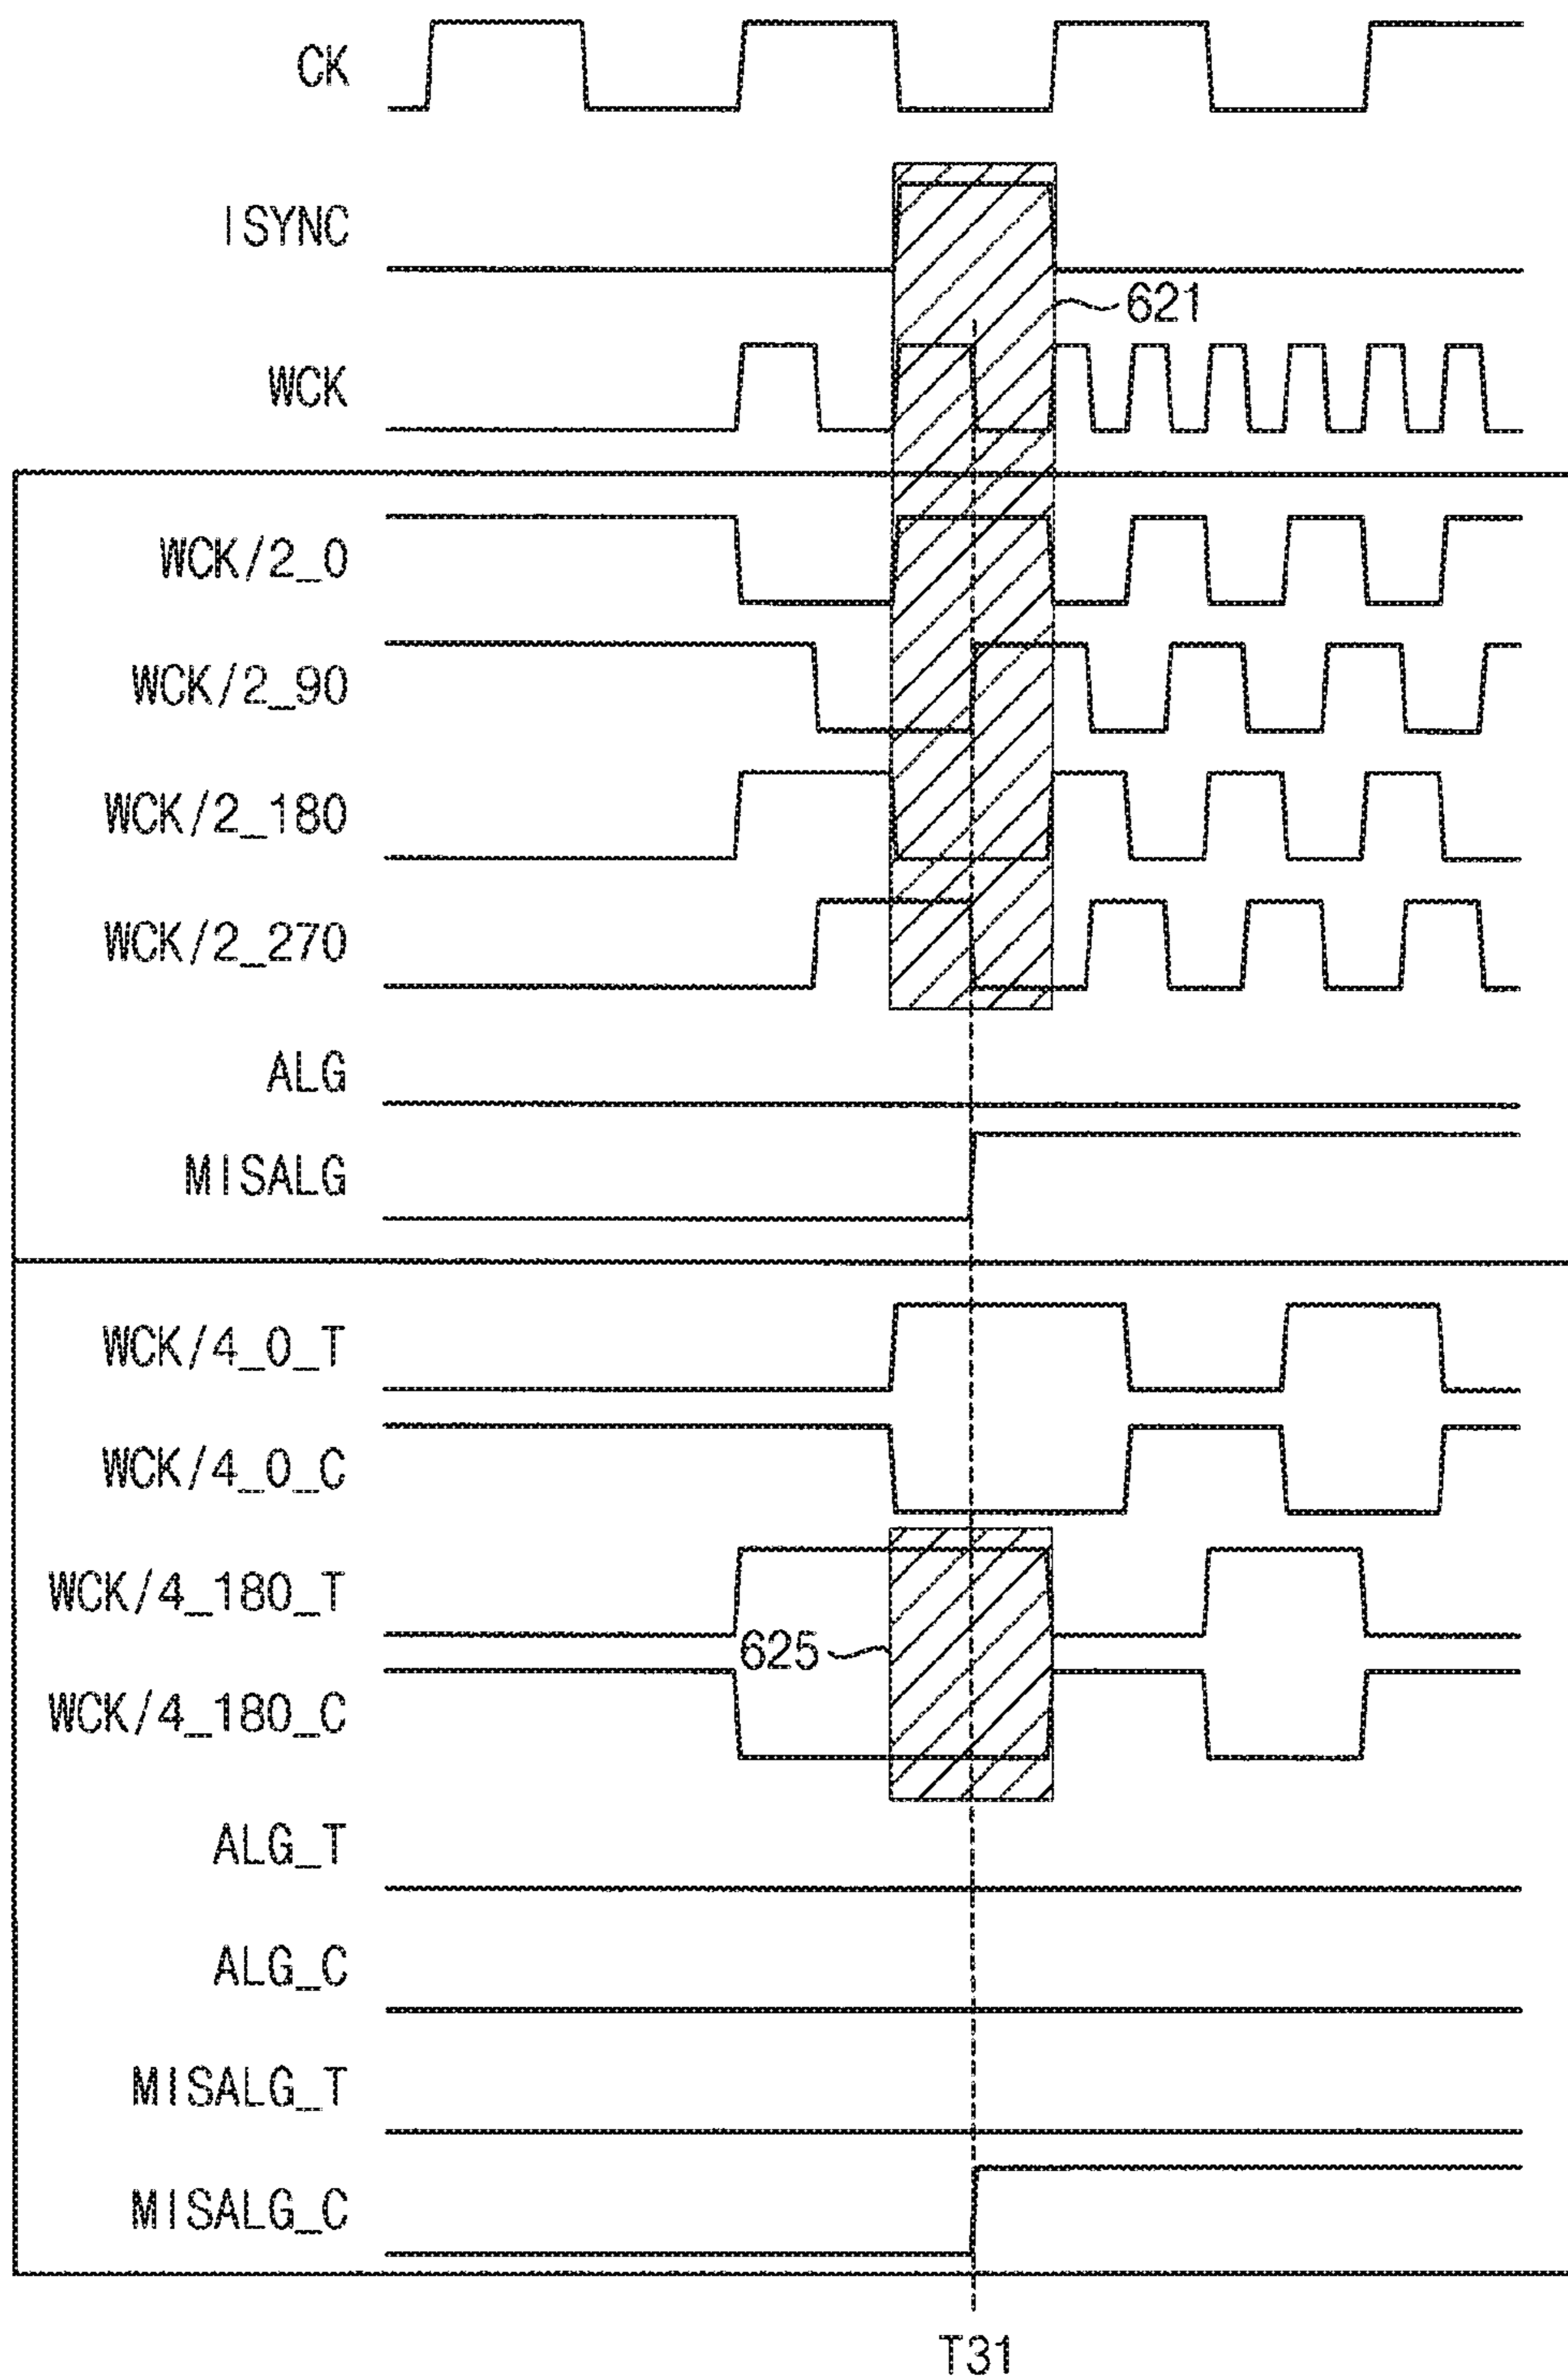 CK
ISYNC
621
WCK
WCK/2_0
WCK/2_90
WCK/2_180
WCK/2_270
ALG
MISALG
WCK/4_0_T
WCK/4_0_C
WCK/4_180_T
625
WCK/4_180_C
ALG_T
ALG_C
MISALG_T
MISALG_C
T31